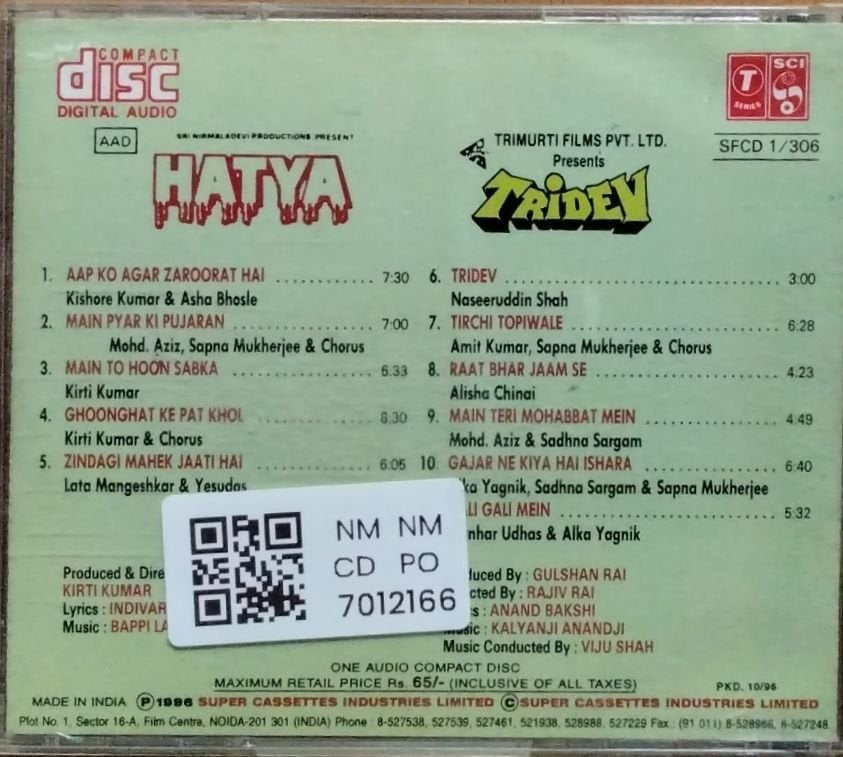 COMPACT
disc
DIGITAL AUDIO
T
SERIES
SCI
AAD
SRI NIRMALADEVI PRODUCTIONS PRESENT
HATYA
TRIMURTI FILMS PVT. LTD.
Presents
TRIDEV
SFCD 1/306
1. AAP KO AGAR ZAROORAT HAI ............ 7:30
Kishore Kumar & Asha Bhosle
2. MAIN PYAR KI PUJARAN ................ 7:00
Mohd. Aziz, Sapna Mukherjee & Chorus
3. MAIN TO HOON SABKA ................ 6.33
Kirti Kumar
4. GHOONGHAT KE PAT KHOL ............ 6.30
Kirti Kumar & Chorus
5. ZINDAGI MAHEK JAATI HAI ............ 6:05
Lata Mangeshkar & Yesudas
6. TRIDEV ................................ 3:00
Naseeruddin Shah
7. TIRCHI TOPIWALE ........................ 6:28
Amit Kumar, Sapna Mukherjee & Chorus
8. RAAT BHAR JAAM SE .................... 4.23
Alisha Chinai
9. MAIN TERI MOHABBAT MEIN ............ 4.49
Mohd. Aziz & Sadhna Sargam
10. GAJAR NE KIYA HAI ISHARA ............ 6:40
Yagnik, Sadhna Sargam & Sapna Mukherjee
GALI MEIN ............................ 5:32
Udhas & Alka Yagnik
Produced & Dire
KIRTI KUMAR
Lyrics : INDIVAR
Music : BAPPI LA
NM NM
CD PO
7012166
By : GULSHAN RAI
By : RAJIV RAI
: ANAND BAKSHI
Music : KALYANJI ANANDJI
Music Conducted By : VIJU SHAH
ONE AUDIO COMPACT DISC
MAXIMUM RETAIL PRICE Rs. 65/- (INCLUSIVE OF ALL TAXES)
PKD. 10/96
MADE IN INDIA Ⓟ1996 SUPER CASSETTES INDUSTRIES LIMITED ©SUPER CASSETTES INDUSTRIES LIMITED
Plot No. 1, Sector 16-A, Film Centre, NOIDA-201 301 (INDIA) Phone : 8-527538, 527539, 527461, 521938, 528988, 527229 Fax : (91 011) 8-528966, 8-527248